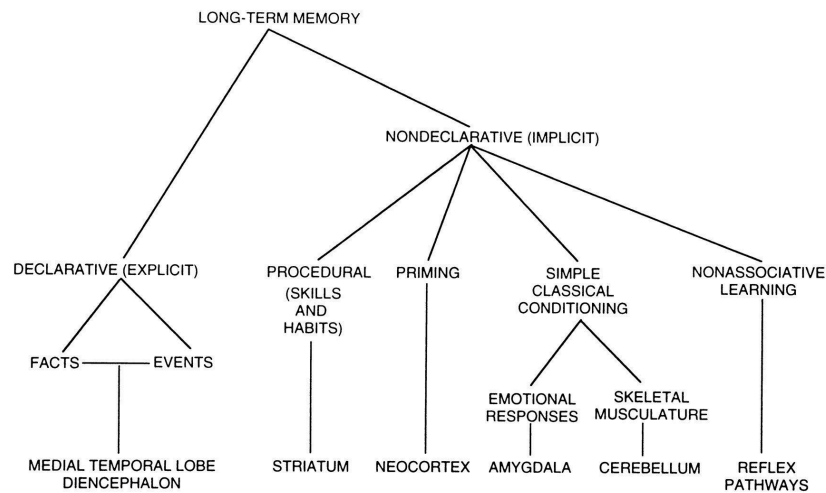 LONG-TERM MEMORY
NONDECLARATIVE (IMPLICIT)
DECLARATIVE (EXPLICIT)
PROCEDURAL
(SKILLS
AND
HABITS)
PRIMING
SIMPLE
CLASSICAL
CONDITIONING
NONASSOCIATIVE
LEARNING
FACTS
EVENTS
EMOTIONAL
RESPONSES
SKELETAL
MUSCULATURE
MEDIAL TEMPORAL LOBE
DIENCEPHALON
STRIATUM
NEOCORTEX
AMYGDALA
CEREBELLUM
REFLEX
PATHWAYS